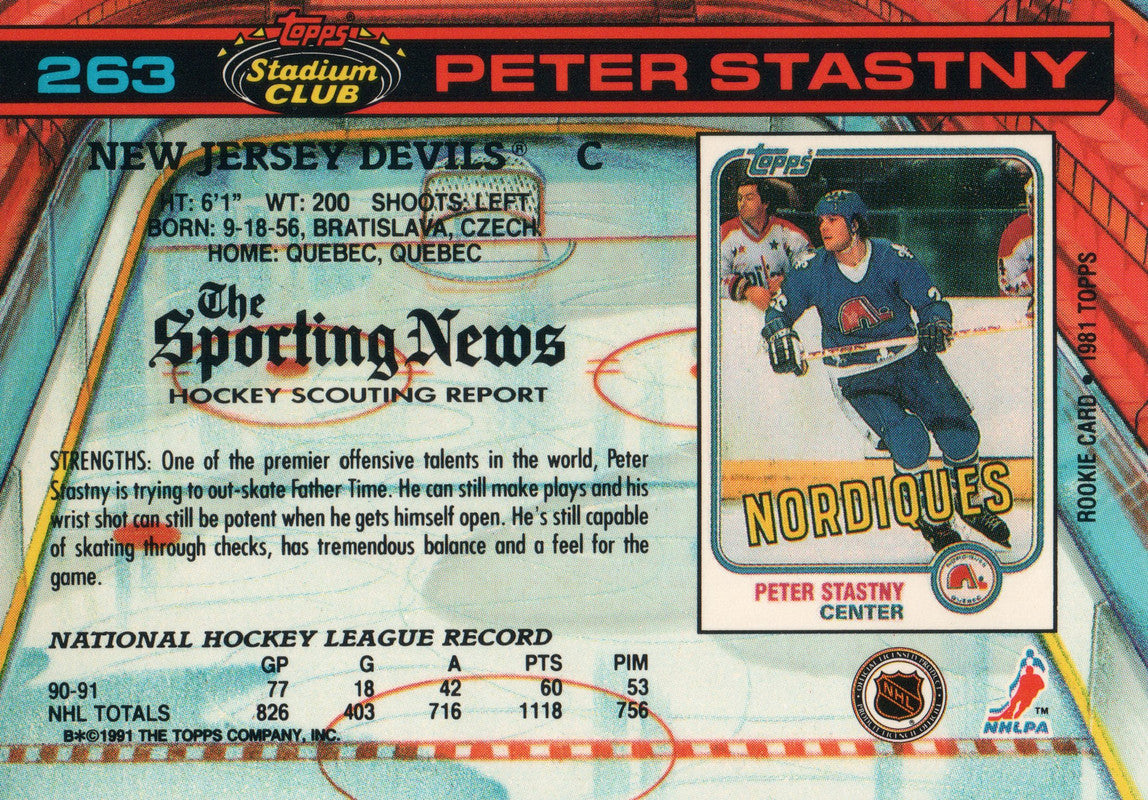 263
Topps
Stadium
CLUB
PETER STASTNY
NEW JERSEY DEVILS® C
HT: 6'1" WT: 200 SHOOTS: LEFT
BORN: 9-18-56, BRATISLAVA, CZECH.
HOME: QUEBEC, QUEBEC
The
Sporting News
HOCKEY SCOUTING REPORT
STRENGTHS: One of the premier offensive talents in the world, Peter
Stastny is trying to out-skate Father Time. He can still make plays and his
wrist shot can still be potent when he gets himself open. He's still capable
of skating through checks, has tremendous balance and a feel for the
game.
NATIONAL HOCKEY LEAGUE RECORD
GP G A PTS PIM
90-91 77 18 42 60 53
NHL TOTALS 826 403 716 1118 756
B*©1991 THE TOPPS COMPANY, INC.
topps
NORDIQUES
NORDIQUES
QUEBEC
PETER STASTNY
CENTER
ROOKIE CARD • 1981 TOPPS
NHL
®
TM
NHLPA